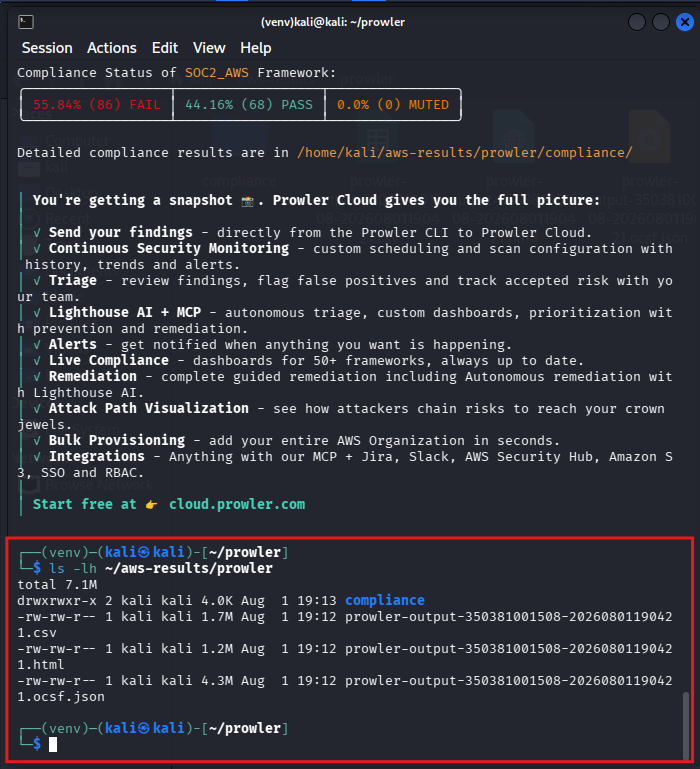 (venv)kali@kali: ~/prowler
Session Actions Edit View Help
Compliance Status of SOC2_AWS Framework:
55.84% (86) FAIL 44.16% (68) PASS 0.0% (0) MUTED
Detailed compliance results are in /home/kali/aws-results/prowler/compliance/
You're getting a snapshot 📸. Prowler Cloud gives you the full picture:
✓ Send your findings - directly from the Prowler CLI to Prowler Cloud.
✓ Continuous Security Monitoring - custom scheduling and scan configuration with
history, trends and alerts.
✓ Triage - review findings, flag false positives and track accepted risk with yo
ur team.
✓ Lighthouse AI + MCP - autonomous triage, custom dashboards, prioritization wit
h prevention and remediation.
✓ Alerts - get notified when anything you want is happening.
✓ Live Compliance - dashboards for 50+ frameworks, always up to date.
✓ Remediation - complete guided remediation including Autonomous remediation wit
h Lighthouse AI.
✓ Attack Path Visualization - see how attackers chain risks to reach your crown
jewels.
✓ Bulk Provisioning - add your entire AWS Organization in seconds.
✓ Integrations - Anything with our MCP + Jira, Slack, AWS Security Hub, Amazon S
3, SSO and RBAC.
Start free at 👉 cloud.prowler.com
┌──(venv)─(kali㉿kali)-[~/prowler]
└─$ ls -lh ~/aws-results/prowler
total 7.1M
drwxrwxr-x 2 kali kali 4.0K Aug  1 19:13 compliance
-rw-rw-r-- 1 kali kali 1.7M Aug  1 19:12 prowler-output-350381001508-2026080119042
1.csv
-rw-rw-r-- 1 kali kali 1.2M Aug  1 19:12 prowler-output-350381001508-2026080119042
1.html
-rw-rw-r-- 1 kali kali 4.3M Aug  1 19:12 prowler-output-350381001508-2026080119042
1.ocsf.json
┌──(venv)─(kali㉿kali)-[~/prowler]
└─$